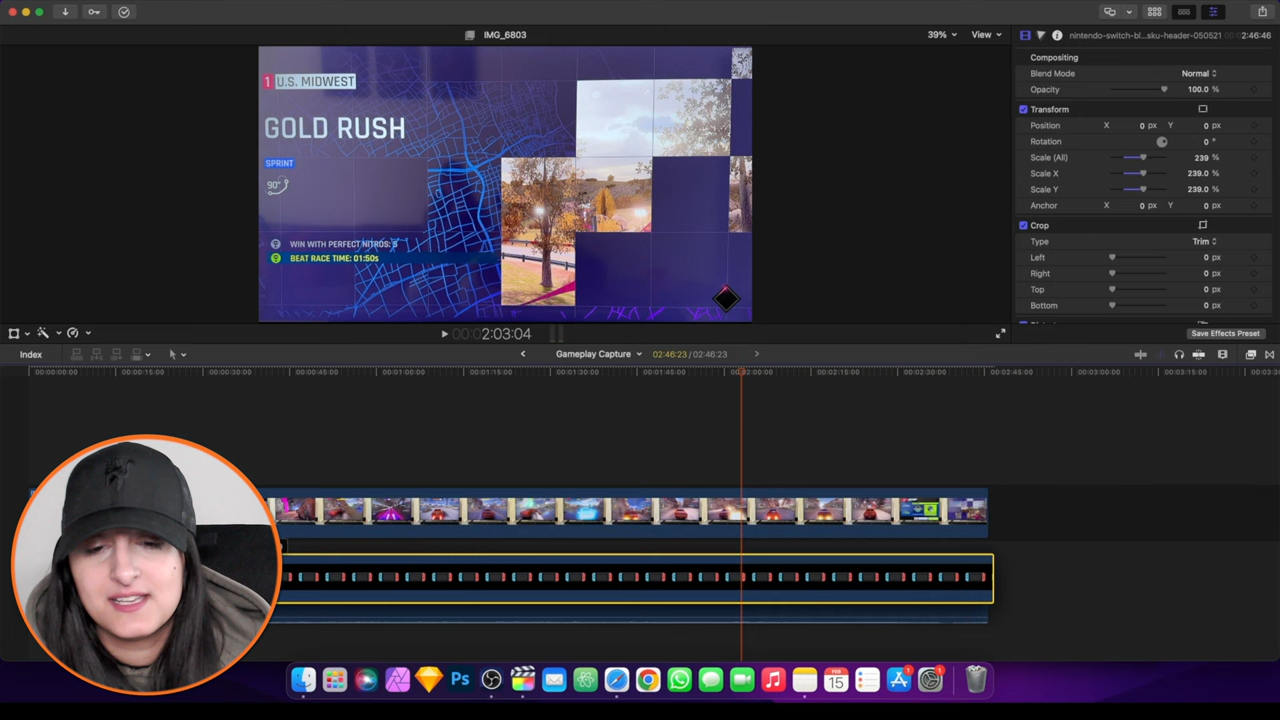 IMG_6803
39%
View
nintendo-switch-bl...sku-header-050521
2:46:46
Compositing
Blend Mode
Normal
Opacity
100.0 %
Transform
Position
X
0 px
Y
0 px
Rotation
0 °
Scale (All)
239 %
Scale X
239.0 %
Scale Y
239.0 %
Anchor
X
0 px
Y
0 px
Crop
Type
Trim
Left
0 px
Right
0 px
Top
0 px
Bottom
0 px
Save Effects Preset
1 U.S. MIDWEST
GOLD RUSH
SPRINT
90°
WIN WITH PERFECT NITROS: 5
BEAT RACE TIME: 01:50s
00:02:03:04
Index
Gameplay Capture
02:46:23 / 02:46:23
00:00:00:00
00:00:15:00
00:00:30:00
00:00:45:00
00:01:00:00
00:01:15:00
00:01:30:00
00:01:45:00
00:02:00:00
00:02:15:00
00:02:30:00
00:02:45:00
00:03:00:00
00:03:15:00
Ps
15
1
1